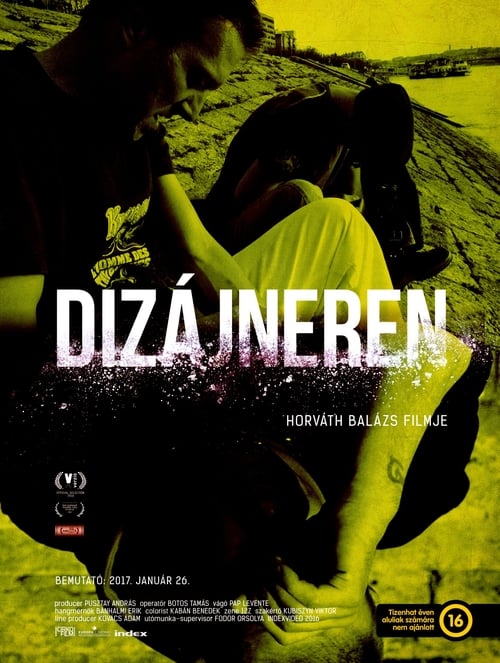 DIZÁJNEREN
HORVÁTH BALÁZS FILMJE
BEMUTATÓ: 2017. JANUÁR 26.
producer PUSZTAY ANDRÁS operatőr BOTOS TAMÁS vágó PAP LEVENTE
hangmérnök BÁNHALMI ERIK colorist KABÁN BENEDEK zene 1ZZ szakértő KUBISZYN VIKTOR
line producer KOVÁCS ÁDÁM utómunka-supervisor FODOR ORSOLYA INDEXVIDEO 2016
index
Tizenhat éven
aluliak számára
nem ajánlott
16